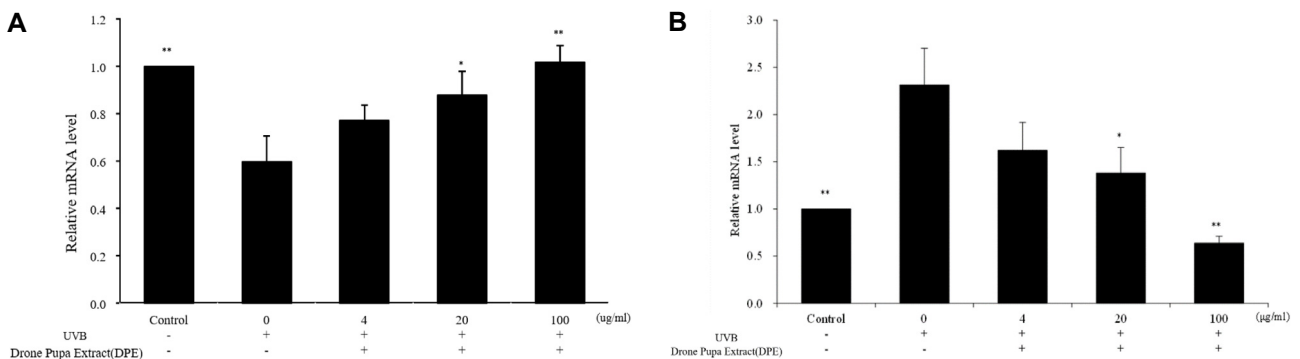 A
1.2
1.0
0.8
0.6
0.4
0.2
0.0
Relative mRNA level
**
*
**
Control 0 4 20 100 (ug/ml)
UVB - + + + +
Drone Pupa Extract(DPE) - - + + +
B
3.0
2.5
2.0
1.5
1.0
0.5
0.0
Relative mRNA level
**
*
**
Control 0 4 20 100 (μg/ml)
UVB - + + + +
Drone Pupa Extract(DPE) - - + + +